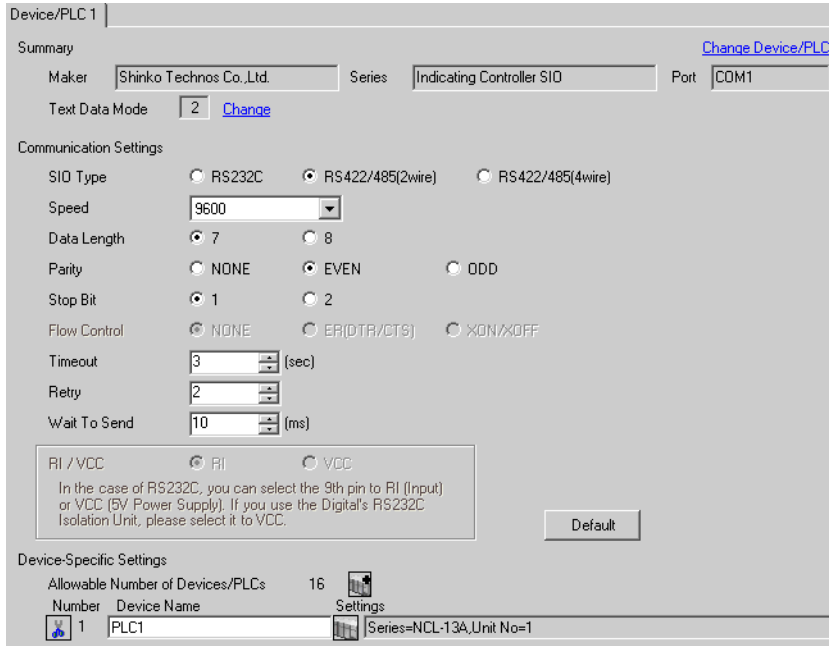 Device/PLC 1
Summary Change Device/PLC
Maker Shinko Technos Co.,Ltd. Series Indicating Controller SIO Port COM1
Text Data Mode 2 Change
Communication Settings
SIO Type RS232C RS422/485(2wire) RS422/485(4wire)
Speed 9600
Data Length 7 8
Parity NONE EVEN ODD
Stop Bit 1 2
Flow Control NONE ER(DTR/CTS) XON/XOFF
Timeout 3 (sec)
Retry 2
Wait To Send 10 (ms)
RI / VCC RI VCC
In the case of RS232C, you can select the 9th pin to RI (Input)
or VCC (5V Power Supply). If you use the Digital's RS232C
Isolation Unit, please select it to VCC.
Default
Device-Specific Settings
Allowable Number of Devices/PLCs 16
Number Device Name Settings
1 PLC1 Series=NCL-13A,Unit No=1